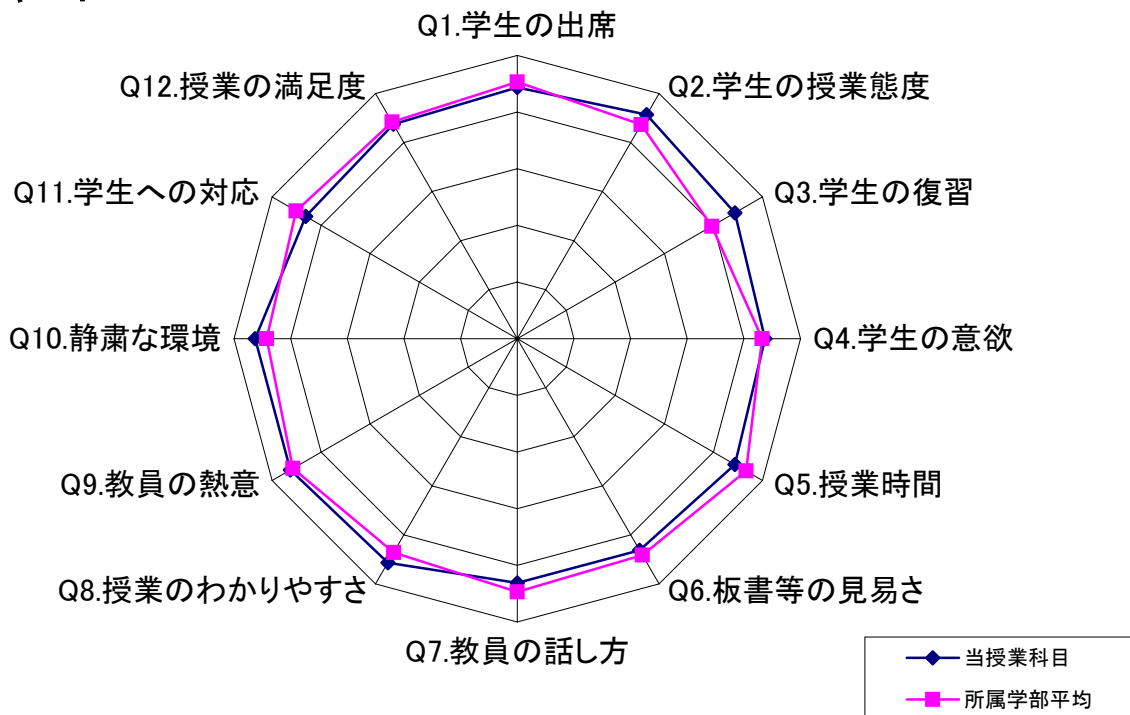 Q1.学生の出席
Q2.学生の授業態度
Q3.学生の復習
Q4.学生の意欲
Q5.授業時間
Q6.板書等の見易さ
Q7.教員の話し方
Q8.授業のわかりやすさ
Q9.教員の熱意
Q10.静粛な環境
Q11.学生への対応
Q12.授業の満足度
当授業科目
所属学部平均